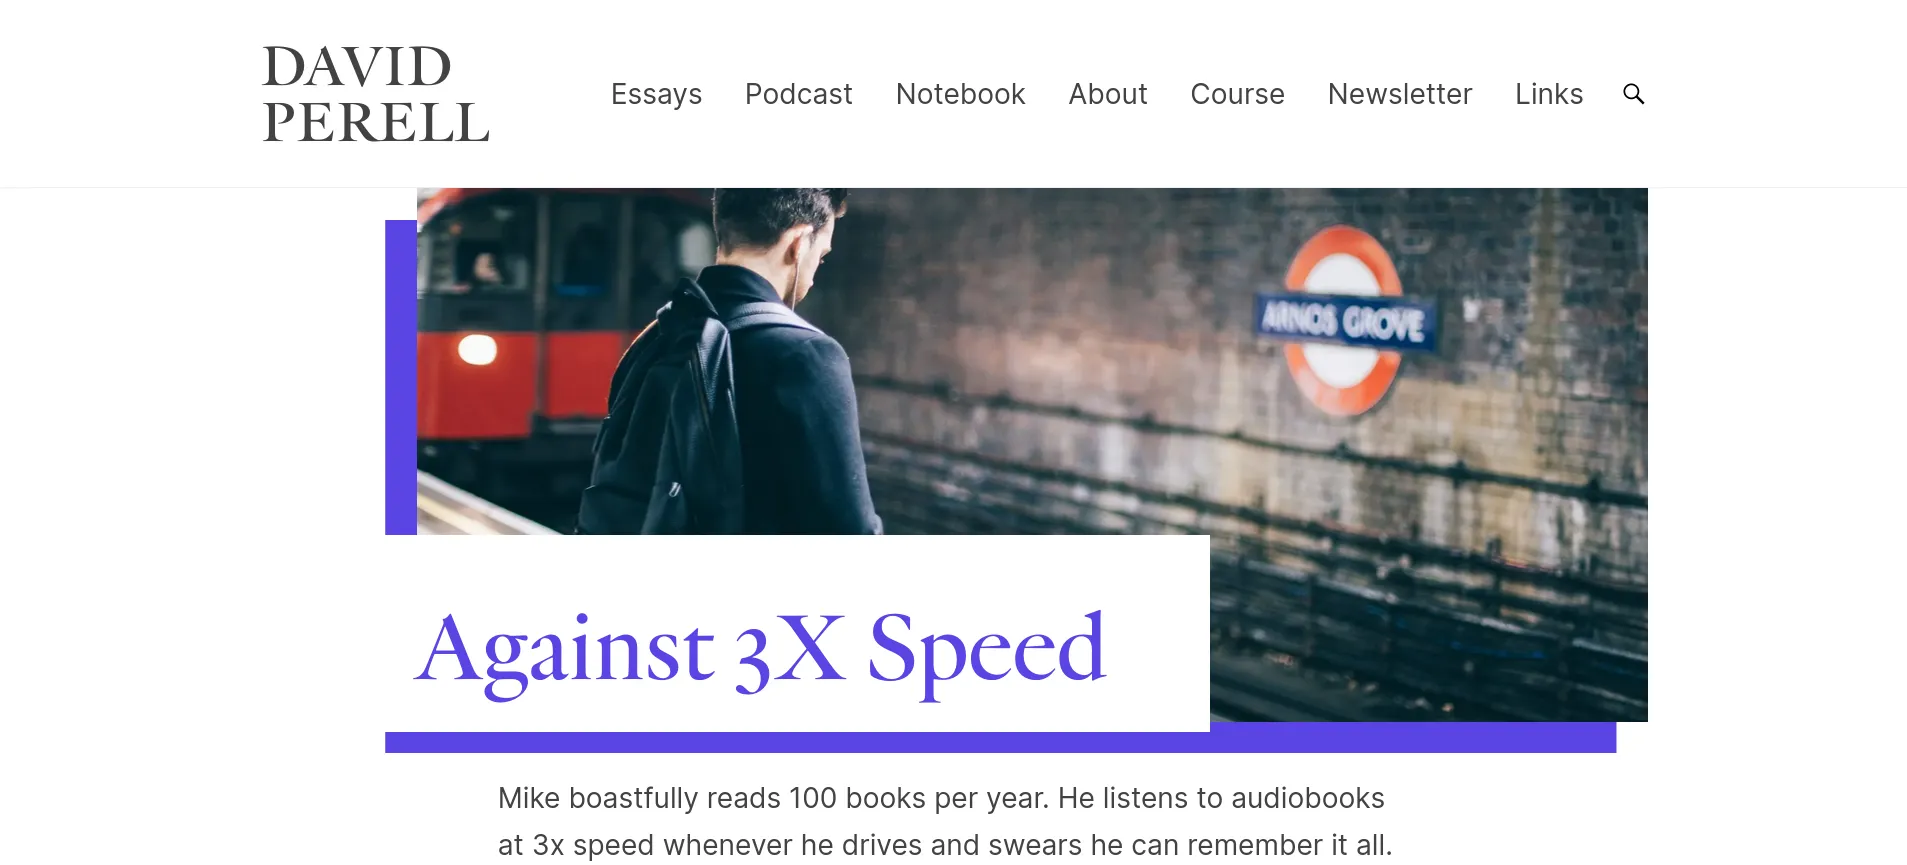 DAVID
PERELL
Essays Podcast Notebook About Course Newsletter Links
ARNOS GROVE
Against 3X Speed
Mike boastfully reads 100 books per year. He listens to audiobooks
at 3x speed whenever he drives and swears he can remember it all.